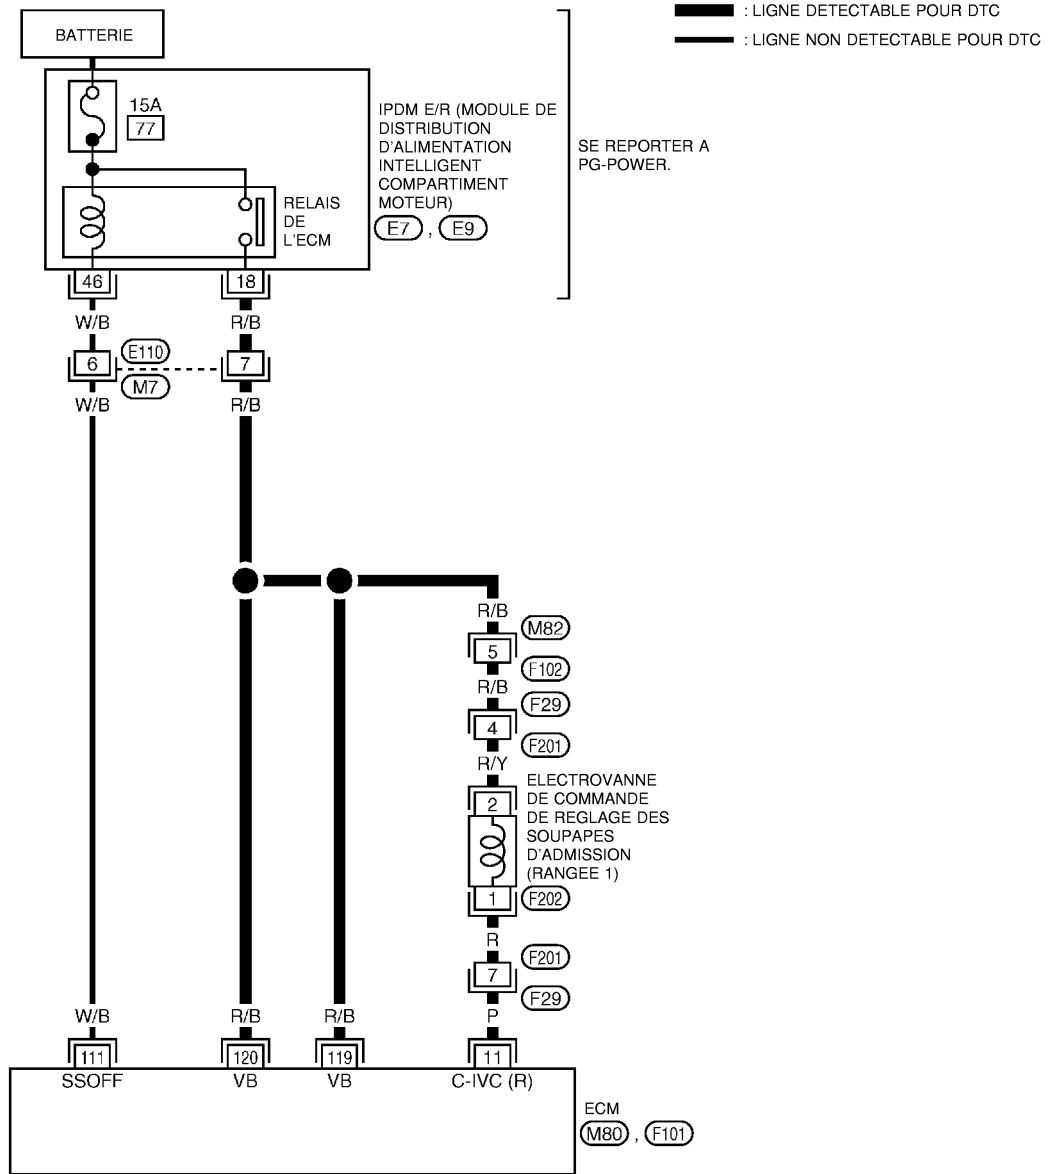 BATTERIE
: LIGNE DETECTABLE POUR DTC
: LIGNE NON DETECTABLE POUR DTC
15A
77
IPDM E/R (MODULE DE
DISTRIBUTION
D'ALIMENTATION
INTELLIGENT
COMPARTIMENT
MOTEUR)
E7 , E9
SE REPORTER A
PG-POWER.
RELAIS
DE
L'ECM
46
18
W/B
R/B
6
E110
7
M7
W/B
R/B
R/B
M82
5
F102
R/B
F29
4
F201
R/Y
ELECTROVANNE
DE COMMANDE
DE REGLAGE DES
SOUPAPES
D'ADMISSION
(RANGEE 1)
2
1
F202
R
F201
7
F29
W/B
R/B
R/B
P
111
120
119
11
SSOFF
VB
VB
C-IVC (R)
ECM
M80 , F101